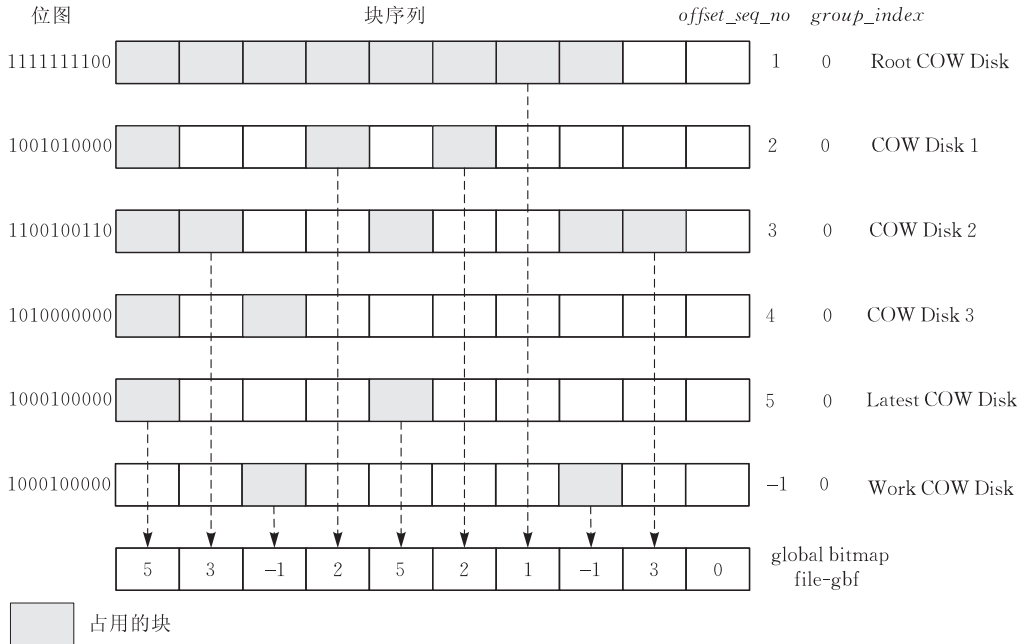 位图 块序列 offset_seq_no group_index
1111111100 1 0 Root COW Disk
1001010000 2 0 COW Disk 1
1100100110 3 0 COW Disk 2
1010000000 4 0 COW Disk 3
1000100000 5 0 Latest COW Disk
1000100000 -1 0 Work COW Disk
5 3 -1 2 5 2 1 -1 3 0
global bitmap
file-gbf
占用的块